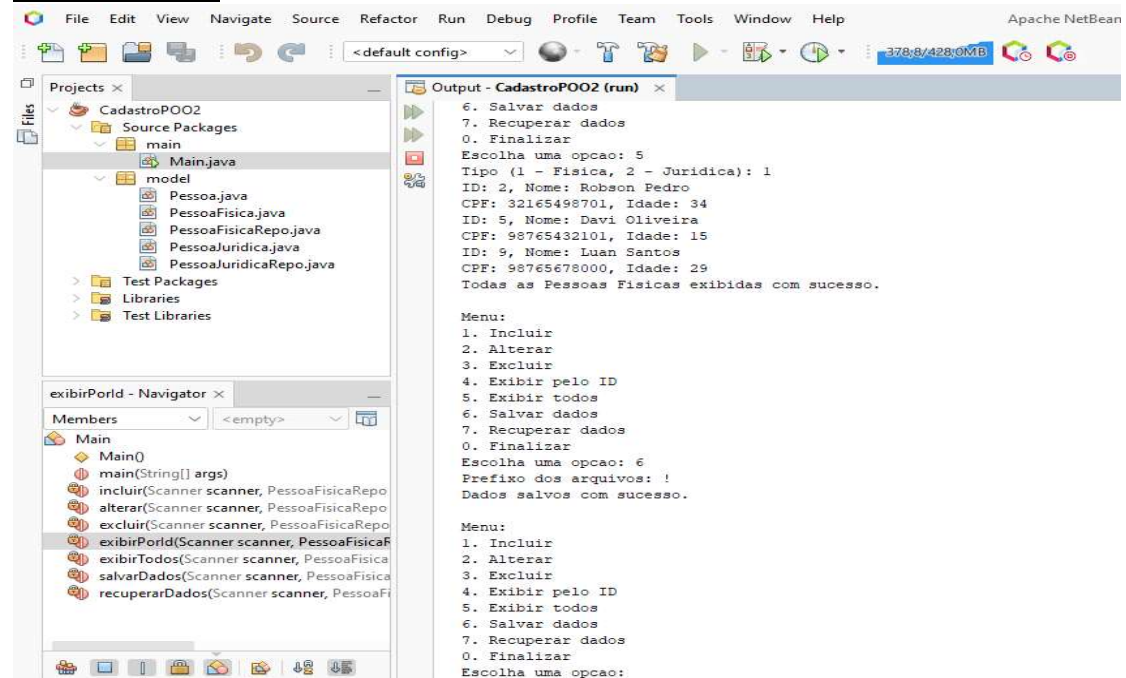 File Edit View Navigate Source Refactor Run Debug Profile Team Tools Window Help Apache NetBean
<default config>
378,8/428,0MB
Files
Projects
CadastroPOO2
Source Packages
main
Main.java
model
Pessoa.java
PessoaFisica.java
PessoaFisicaRepo.java
PessoaJuridica.java
PessoaJuridicaRepo.java
Test Packages
Libraries
Test Libraries
exibirPorId - Navigator
Members <empty>
Main
Main()
main(String[] args)
incluir(Scanner scanner, PessoaFisicaRepo
alterar(Scanner scanner, PessoaFisicaRepo
excluir(Scanner scanner, PessoaFisicaRepo
exibirPorId(Scanner scanner, PessoaFisicaR
exibirTodos(Scanner scanner, PessoaFisica
salvarDados(Scanner scanner, PessoaFisica
recuperarDados(Scanner scanner, PessoaFi
Output - CadastroPOO2 (run)
6. Salvar dados
7. Recuperar dados
0. Finalizar
Escolha uma opcao: 5
Tipo (1 - Fisica, 2 - Juridica): 1
ID: 2, Nome: Robson Pedro
CPF: 32165498701, Idade: 34
ID: 5, Nome: Davi Oliveira
CPF: 98765432101, Idade: 15
ID: 9, Nome: Luan Santos
CPF: 98765678000, Idade: 29
Todas as Pessoas Fisicas exibidas com sucesso.
Menu:
1. Incluir
2. Alterar
3. Excluir
4. Exibir pelo ID
5. Exibir todos
6. Salvar dados
7. Recuperar dados
0. Finalizar
Escolha uma opcao: 6
Prefixo dos arquivos: !
Dados salvos com sucesso.
Menu:
1. Incluir
2. Alterar
3. Excluir
4. Exibir pelo ID
5. Exibir todos
6. Salvar dados
7. Recuperar dados
0. Finalizar
Escolha uma opcao: